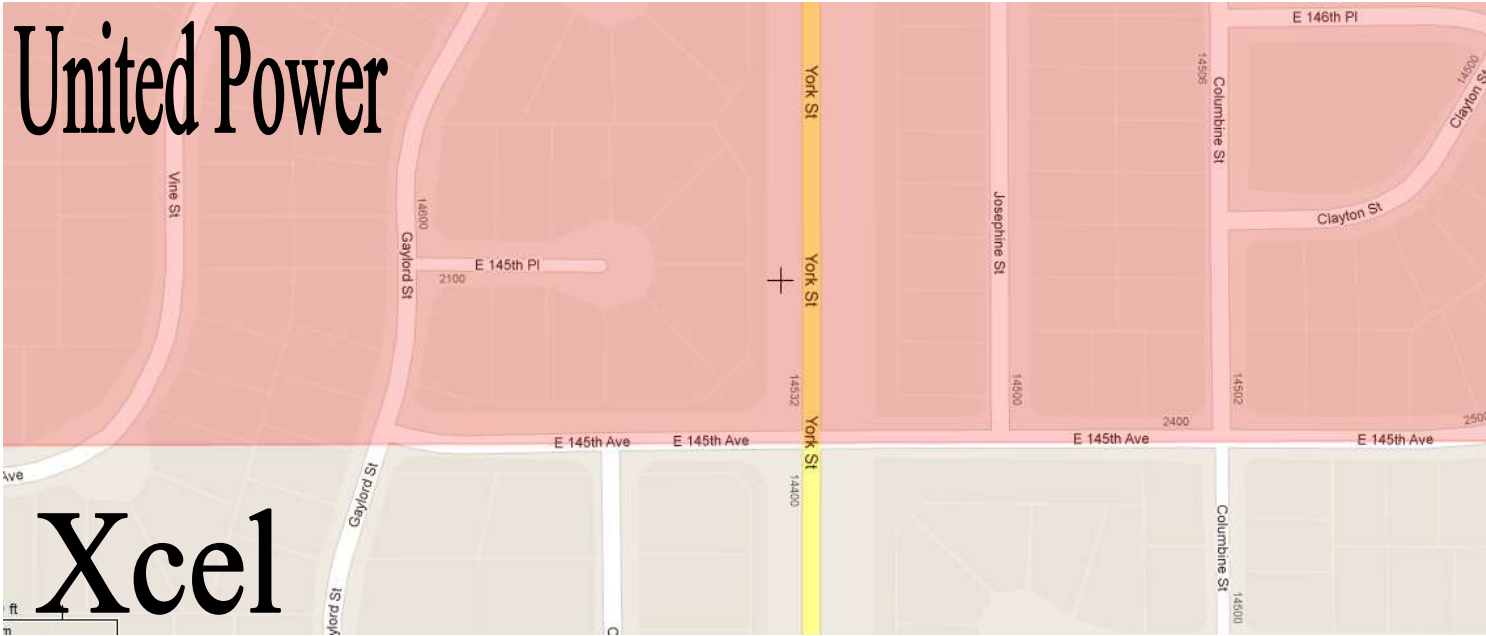 United Power
Vine St
Gaylord St
14600
E 145th Pl
2100
York St
York St
York St
14532
14400
Josephine St
14500
14506
Columbine St
E 146th Pl
14500
Clayton St
Clayton St
14502
2400
2500
E 145th Ave
E 145th Ave
E 145th Ave
E 145th Ave
Ave
Gaylord St
ylord St
Xcel
ft
m
C
Columbine St
14500